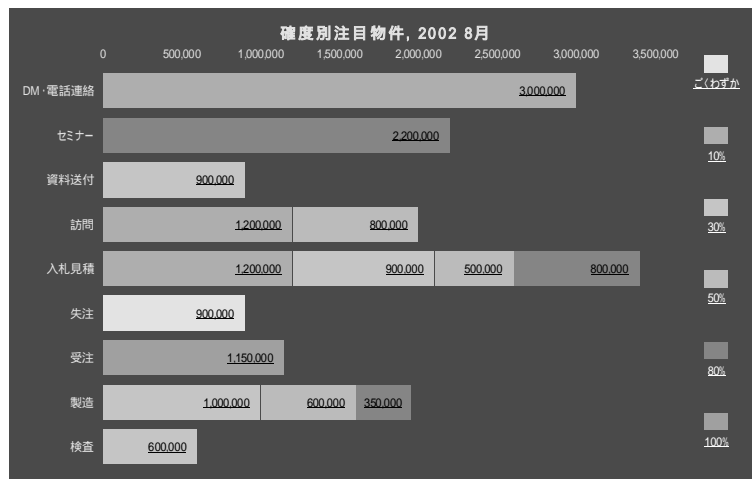 確度別注目物件, 2002 8月
0 500,000 1,000,000 1,500,000 2,000,000 2,500,000 3,000,000 3,500,000
DM・電話連絡 3,000,000
セミナー 2,200,000
資料送付 900,000
訪問 1,200,000 800,000
入札見積 1,200,000 900,000 500,000 800,000
失注 900,000
受注 1,150,000
製造 1,000,000 600,000 350,000
検査 600,000
ごくわずか
10%
30%
50%
80%
100%